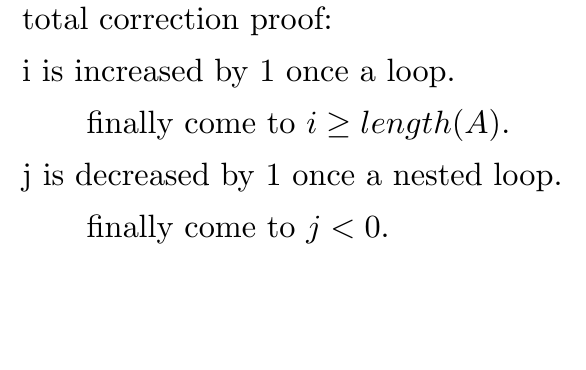 total correction proof:
i is increased by 1 once a loop.
finally come to i ≥ length(A).
j is decreased by 1 once a nested loop.
finally come to j < 0.